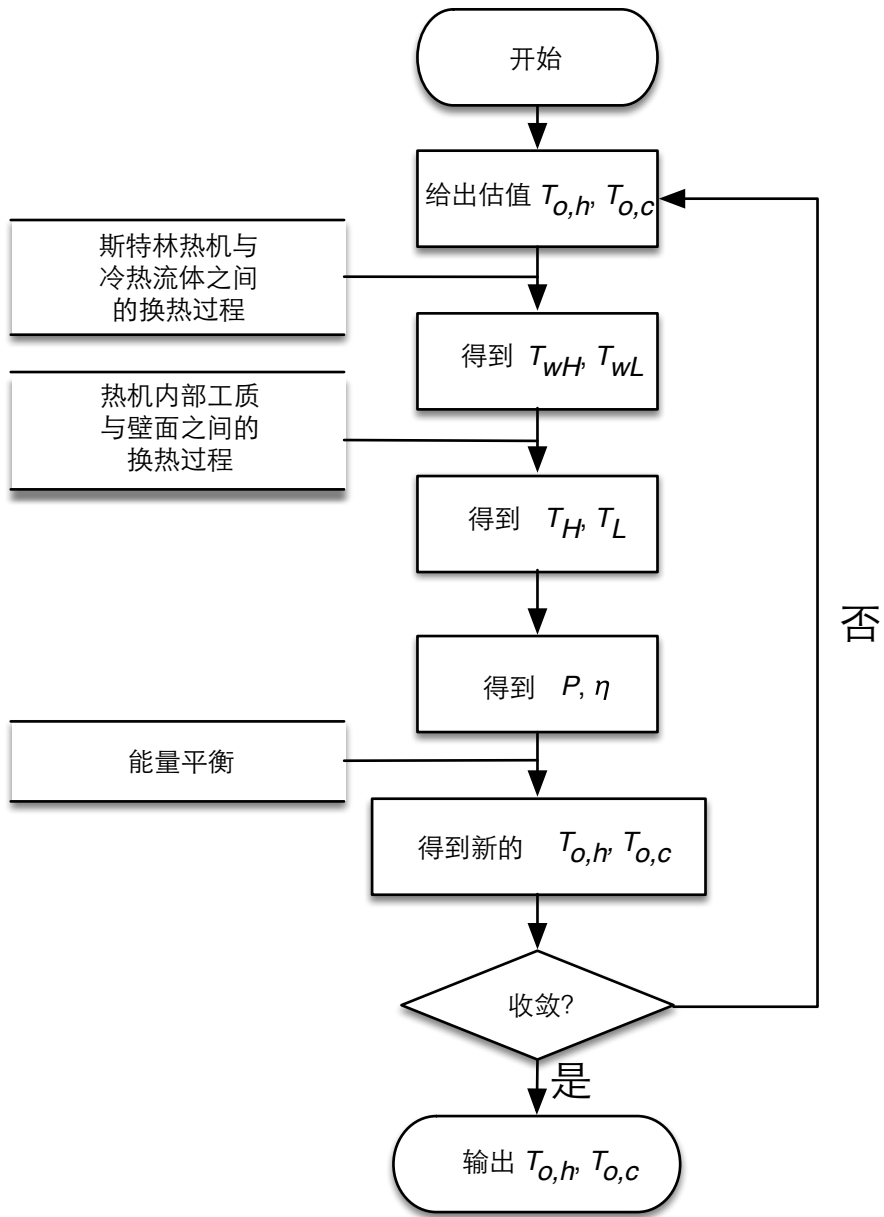 开始
给出估值 T_{o,h}, T_{o,c}
斯特林热机与
冷热流体之间
的换热过程
得到 T_{wH}, T_{wL}
热机内部工质
与壁面之间的
换热过程
得到 T_H, T_L
否
得到 P, η
能量平衡
得到新的 T_{o,h}, T_{o,c}
收敛?
是
输出 T_{o,h}, T_{o,c}